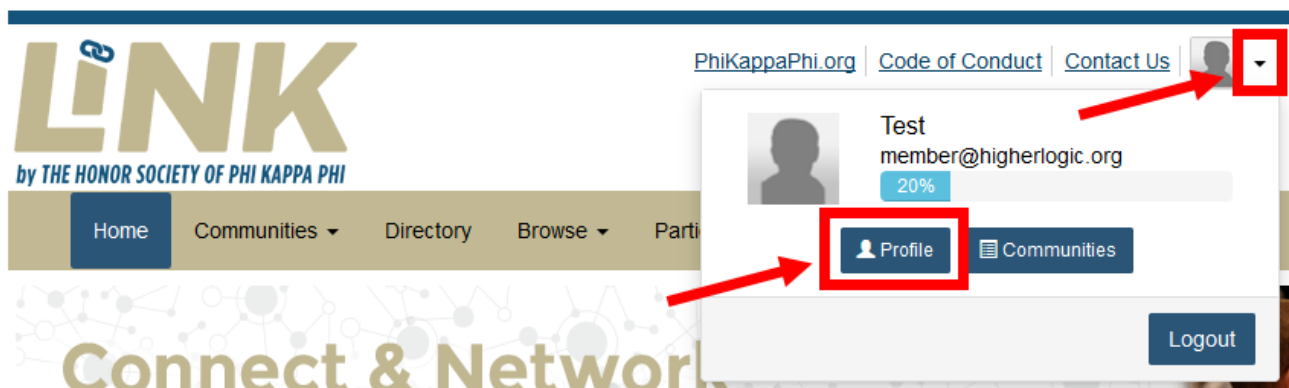 LINK
by THE HONOR SOCIETY OF PHI KAPPA PHI
PhiKappaPhi.org Code of Conduct Contact Us
Test
member@higherlogic.org
20%
Profile Communities
Logout
Home Communities Directory Browse Parti
Connect & Network